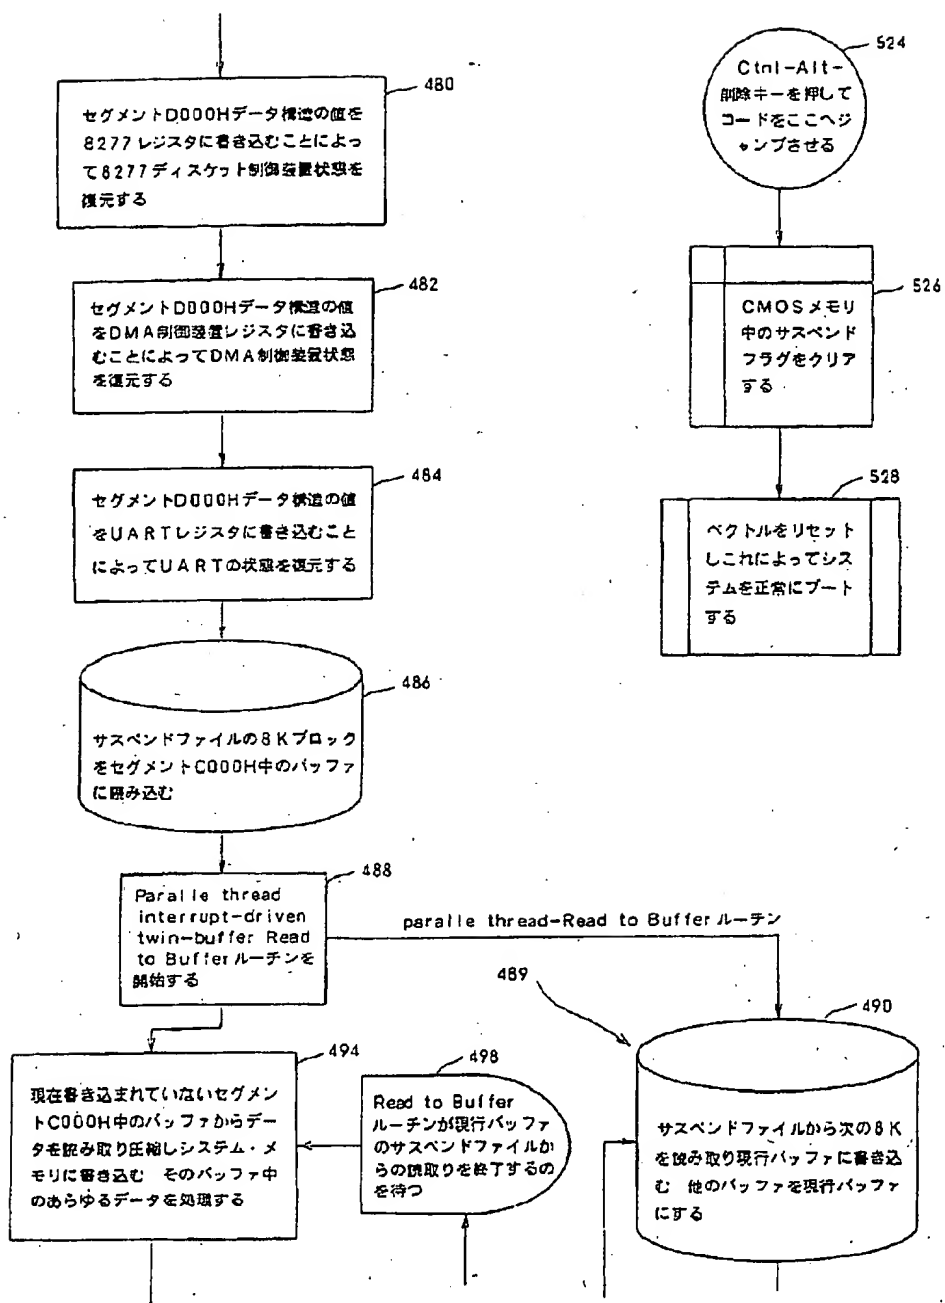 480
セグメントD000Hデータ構造の値を
8277レジスタに書き込むことによっ
て8277ディスケット制御装置状態を
復元する
482
セグメントD000Hデータ構造の値
をDMA制御装置レジスタに書き込
むことによってDMA制御装置状態
を復元する
484
セグメントD000Hデータ構造の値
をUARTレジスタに書き込むこと
によってUARTの状態を復元する
486
サスペンドファイルの8Kブロック
をセグメントC000H中のバッファ
に読み込む
488
Paralle thread
interrupt-driven
twin-buffer Read
to Bufferルーチンを
開始する
paralle thread-Read to Bufferルーチン
489
490
サスペンドファイルから次の8K
を読み取り現行バッファに書き込
む 他のバッファを現行バッファ
にする
494
現在書き込まれていないセグメン
トC000H中のバッファからデー
タを読み取り圧縮しシステム・メ
モリに書き込む そのバッファ中
のあらゆるデータを処理する
498
Read to Buffer
ルーチンが現行バッファ
のサスペンドファイルか
らの読取りを終了するの
を待つ
524
Ctnl-Alt-
削除キーを押して
コードをここへジ
ャンプさせる
526
CMOSメモリ
中のサスペンド
フラグをクリア
する
528
ベクトルをリセット
しこれによってシス
テムを正常にブート
する